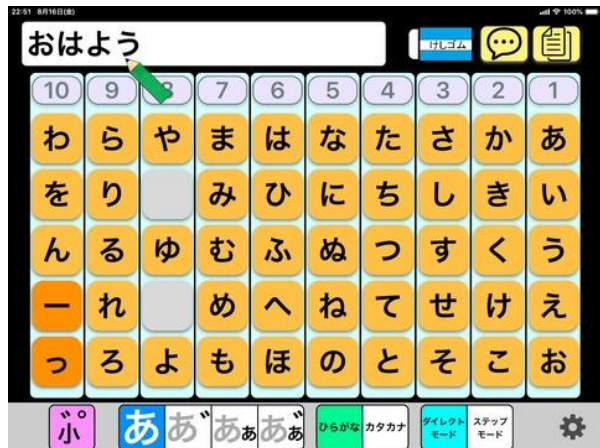 22:51 8月16日(金) 100%
おはよう けしゴム
10 9 8 7 6 5 4 3 2 1
わ ら や ま は な た さ か あ
を り み ひ に ち し き い
ん る ゆ む ふ ぬ つ す く う
ー れ め へ ね て せ け え
っ ろ よ も ほ の と そ こ お
小゛゜ あ あ゛ あぁ あぁ゛ ひらがな カタカナ ダイレクトモード ステップモード